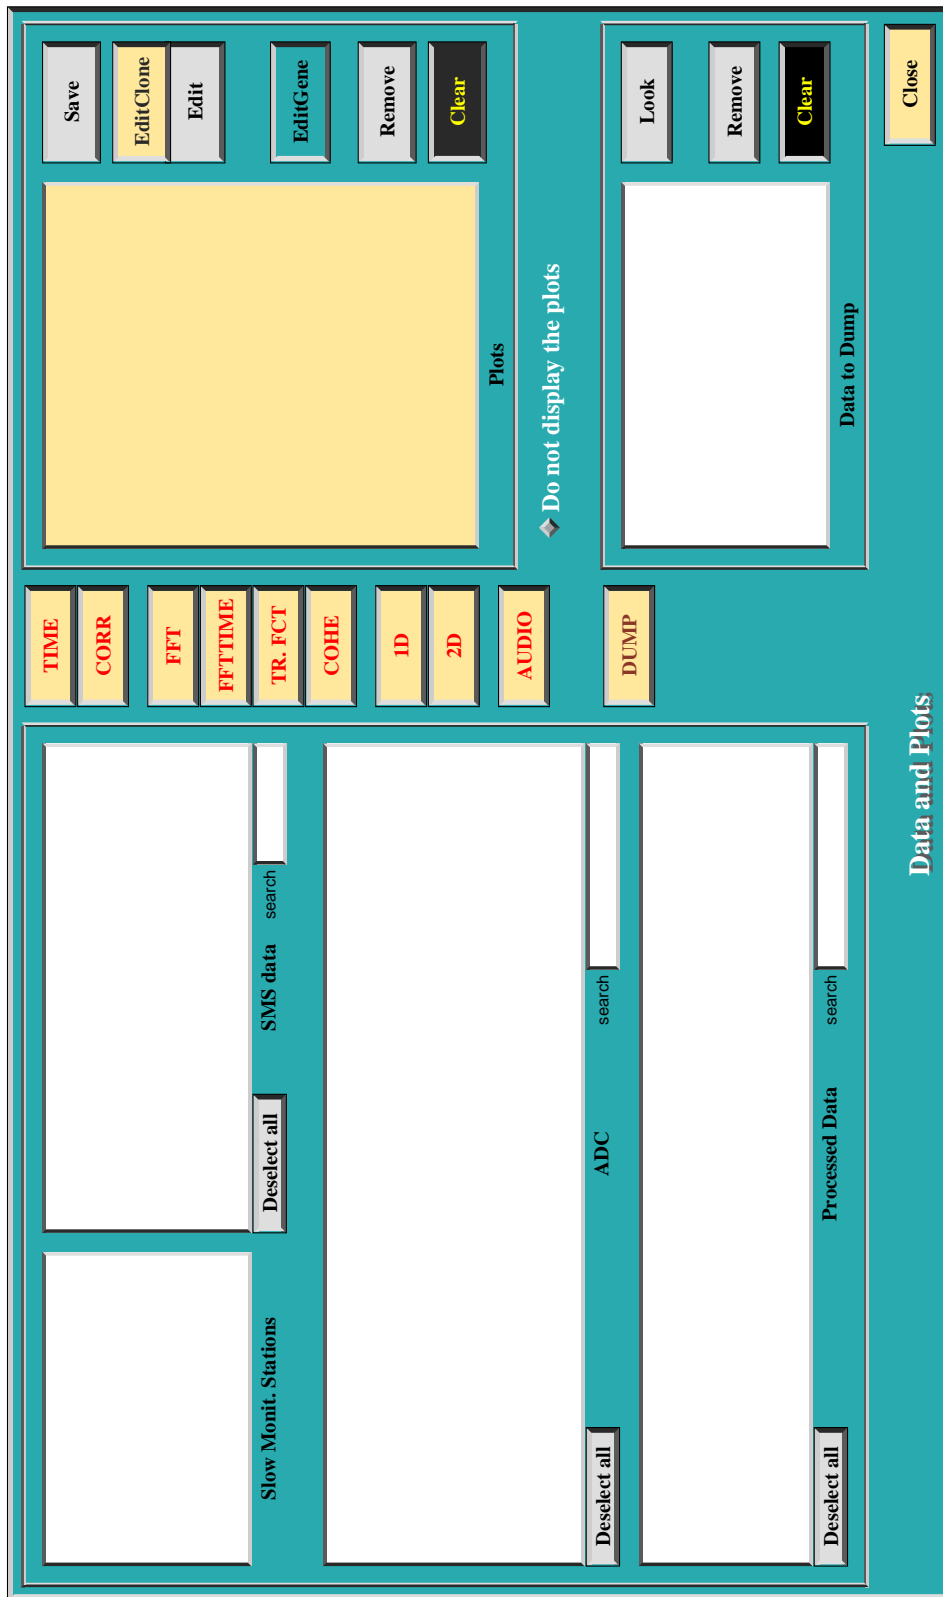 Slow Monit. Stations
Deselect all
SMS data
search
Deselect all
ADC
search
Deselect all
Processed Data
search
TIME
CORR
FFT
FFTTIME
TR. FCT
COHE
1D
2D
AUDIO
DUMP
Plots
Save
EditClone
Edit
EditGene
Remove
Clear
Do not display the plots
Data to Dump
Look
Remove
Clear
Data and Plots
Close